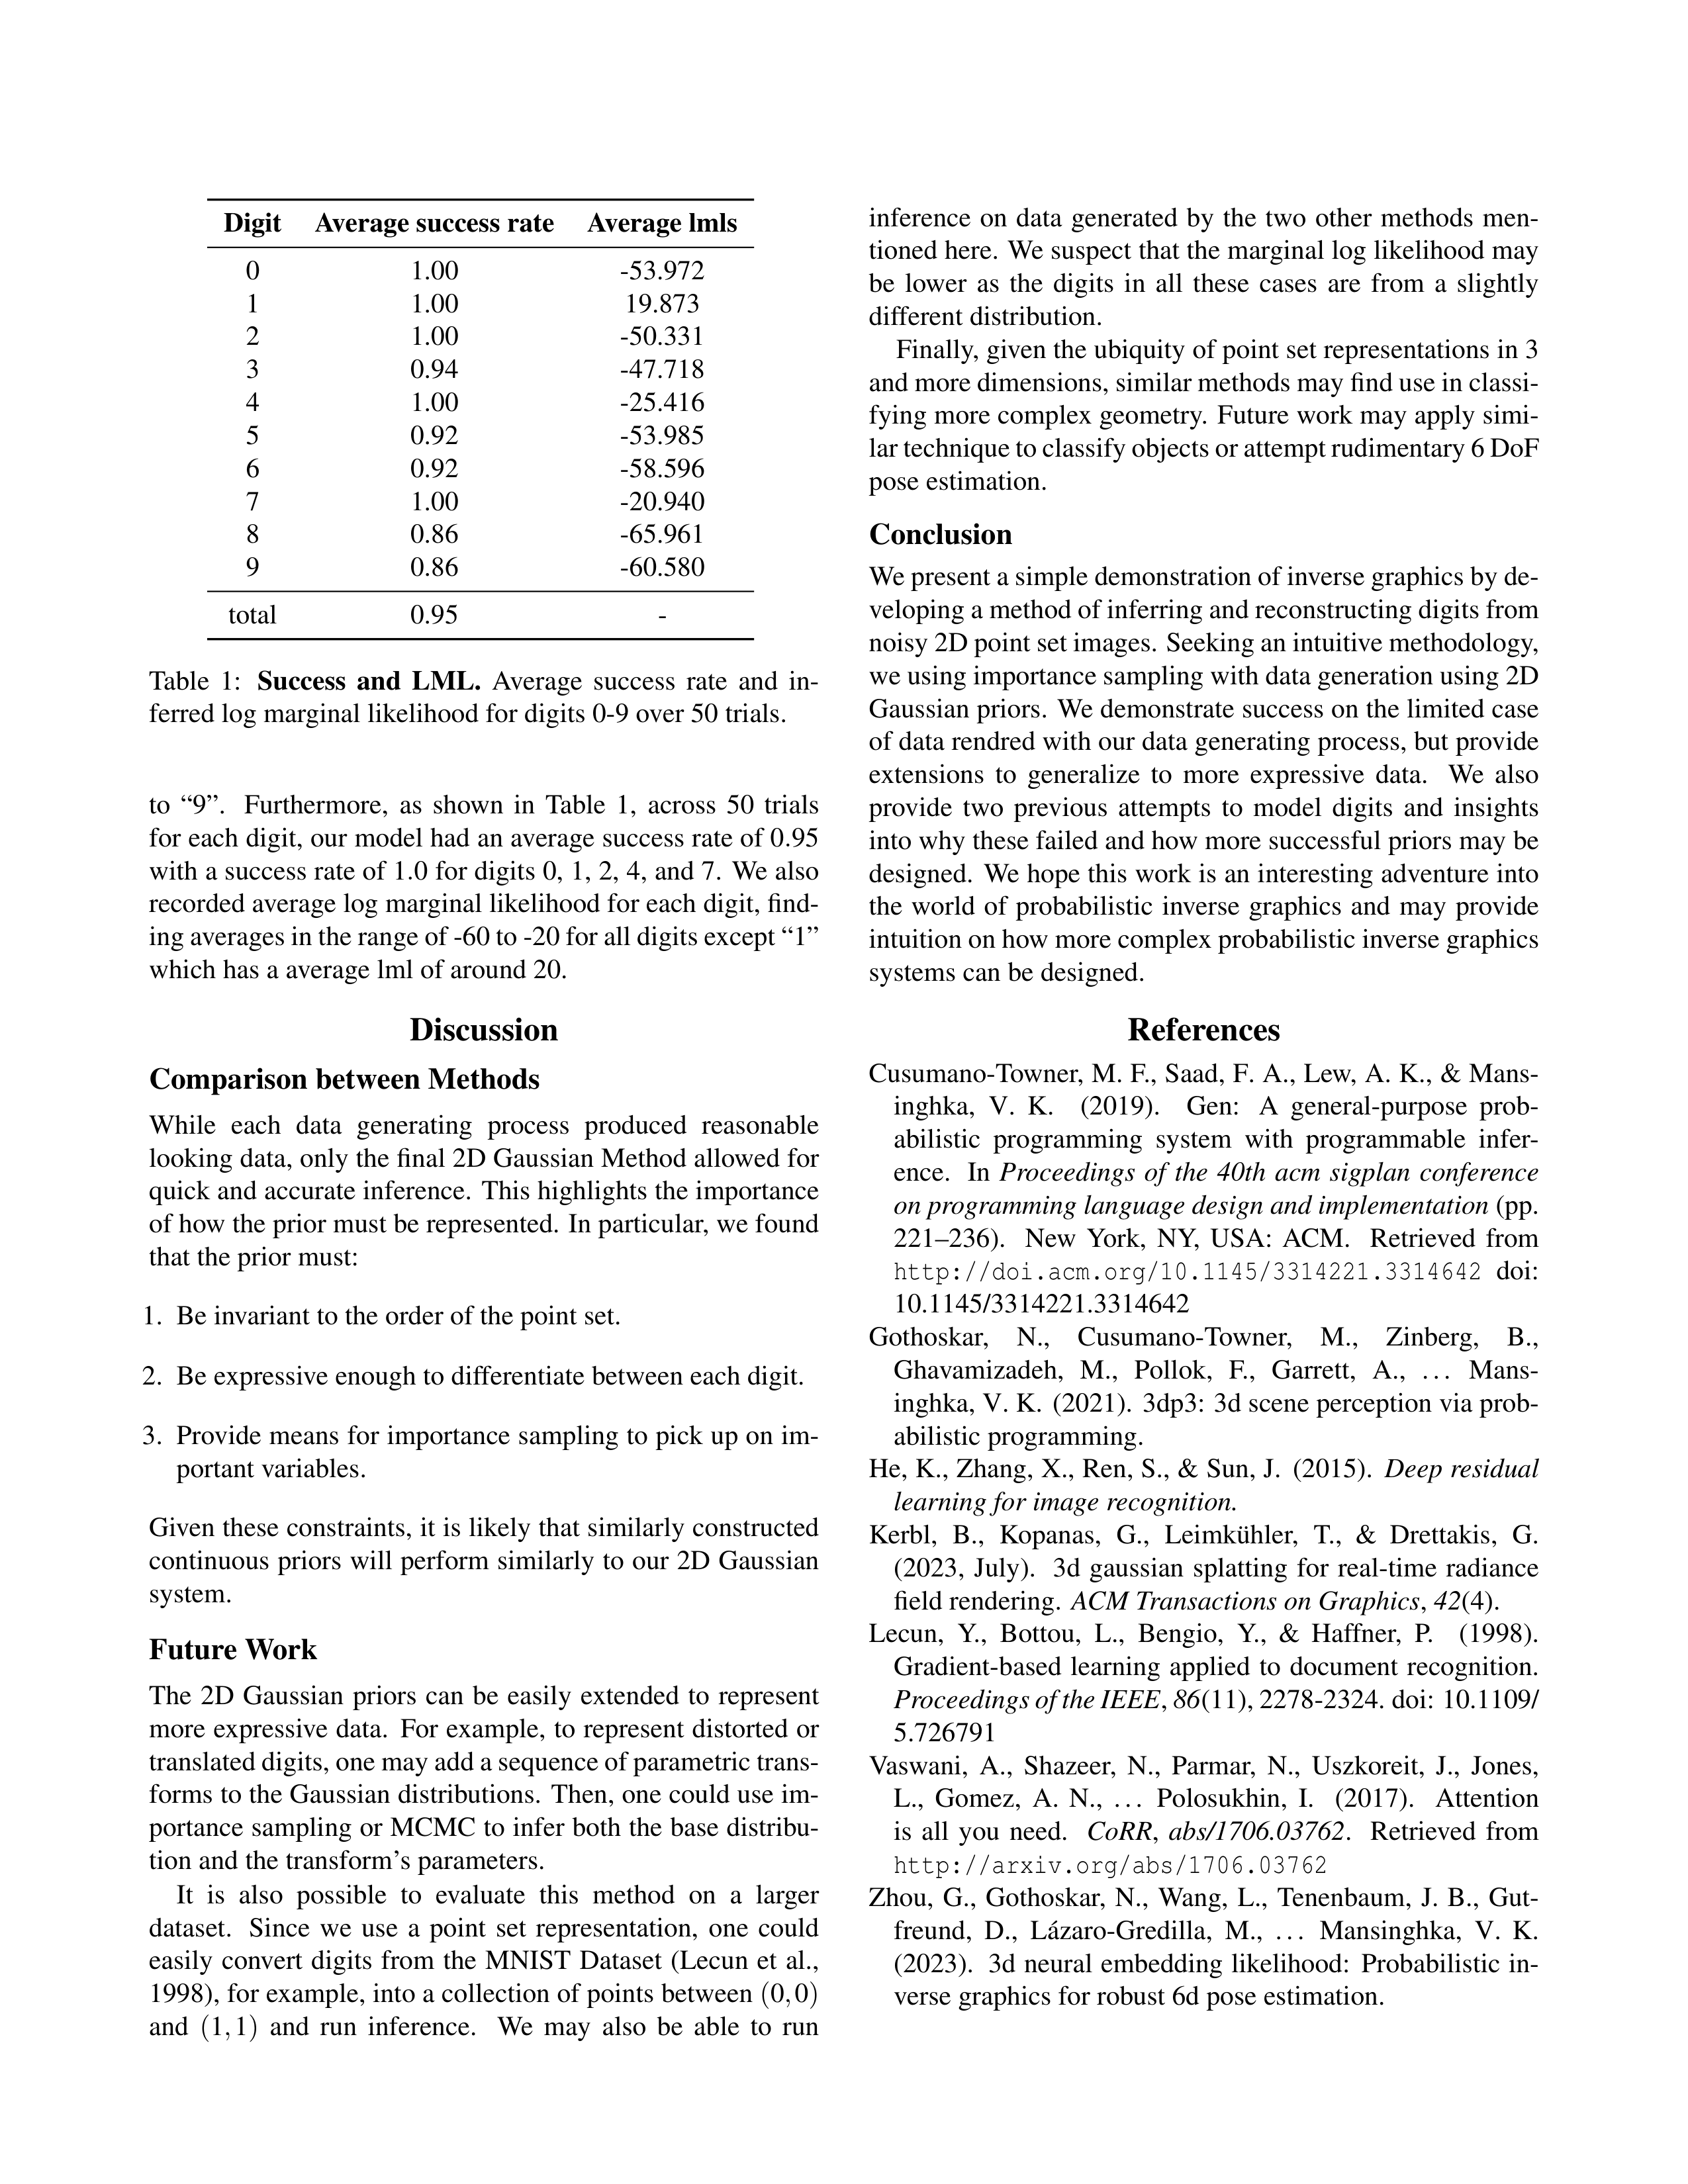 Digit Average success rate Average lmls
0 1.00 -53.972
1 1.00 19.873
2 1.00 -50.331
3 0.94 -47.718
4 1.00 -25.416
5 0.92 -53.985
6 0.92 -58.596
7 1.00 -20.940
8 0.86 -65.961
9 0.86 -60.580
total 0.95 -
Table 1: Success and LML. Average success rate and in-
ferred log marginal likelihood for digits 0-9 over 50 trials.
to “9”. Furthermore, as shown in Table 1, across 50 trials
for each digit, our model had an average success rate of 0.95
with a success rate of 1.0 for digits 0, 1, 2, 4, and 7. We also
recorded average log marginal likelihood for each digit, find-
ing averages in the range of -60 to -20 for all digits except “1”
which has a average lml of around 20.
Discussion
Comparison between Methods
While each data generating process produced reasonable
looking data, only the final 2D Gaussian Method allowed for
quick and accurate inference. This highlights the importance
of how the prior must be represented. In particular, we found
that the prior must:
1. Be invariant to the order of the point set.
2. Be expressive enough to differentiate between each digit.
3. Provide means for importance sampling to pick up on im-
portant variables.
Given these constraints, it is likely that similarly constructed
continuous priors will perform similarly to our 2D Gaussian
system.
Future Work
The 2D Gaussian priors can be easily extended to represent
more expressive data. For example, to represent distorted or
translated digits, one may add a sequence of parametric trans-
forms to the Gaussian distributions. Then, one could use im-
portance sampling or MCMC to infer both the base distribu-
tion and the transform’s parameters.
It is also possible to evaluate this method on a larger
dataset. Since we use a point set representation, one could
easily convert digits from the MNIST Dataset (Lecun et al.,
1998), for example, into a collection of points between (0,0)
and (1,1) and run inference. We may also be able to run
inference on data generated by the two other methods men-
tioned here. We suspect that the marginal log likelihood may
be lower as the digits in all these cases are from a slightly
different distribution.
Finally, given the ubiquity of point set representations in 3
and more dimensions, similar methods may find use in classi-
fying more complex geometry. Future work may apply simi-
lar technique to classify objects or attempt rudimentary 6 DoF
pose estimation.
Conclusion
We present a simple demonstration of inverse graphics by de-
veloping a method of inferring and reconstructing digits from
noisy 2D point set images. Seeking an intuitive methodology,
we using importance sampling with data generation using 2D
Gaussian priors. We demonstrate success on the limited case
of data rendred with our data generating process, but provide
extensions to generalize to more expressive data. We also
provide two previous attempts to model digits and insights
into why these failed and how more successful priors may be
designed. We hope this work is an interesting adventure into
the world of probabilistic inverse graphics and may provide
intuition on how more complex probabilistic inverse graphics
systems can be designed.
References
Cusumano-Towner, M. F., Saad, F. A., Lew, A. K., & Mans-
inghka, V. K. (2019). Gen: A general-purpose prob-
abilistic programming system with programmable infer-
ence. In Proceedings of the 40th acm sigplan conference
on programming language design and implementation (pp.
221–236). New York, NY, USA: ACM. Retrieved from
http://doi.acm.org/10.1145/3314221.3314642 doi:
10.1145/3314221.3314642
Gothoskar, N., Cusumano-Towner, M., Zinberg, B.,
Ghavamizadeh, M., Pollok, F., Garrett, A., ... Mans-
inghka, V. K. (2021). 3dp3: 3d scene perception via prob-
abilistic programming.
He, K., Zhang, X., Ren, S., & Sun, J. (2015). Deep residual
learning for image recognition.
Kerbl, B., Kopanas, G., Leimkühler, T., & Drettakis, G.
(2023, July). 3d gaussian splatting for real-time radiance
field rendering. ACM Transactions on Graphics, 42(4).
Lecun, Y., Bottou, L., Bengio, Y., & Haffner, P. (1998).
Gradient-based learning applied to document recognition.
Proceedings of the IEEE, 86(11), 2278-2324. doi: 10.1109/
5.726791
Vaswani, A., Shazeer, N., Parmar, N., Uszkoreit, J., Jones,
L., Gomez, A. N., ... Polosukhin, I. (2017). Attention
is all you need. CoRR, abs/1706.03762. Retrieved from
http://arxiv.org/abs/1706.03762
Zhou, G., Gothoskar, N., Wang, L., Tenenbaum, J. B., Gut-
freund, D., Lázaro-Gredilla, M., ... Mansinghka, V. K.
(2023). 3d neural embedding likelihood: Probabilistic in-
verse graphics for robust 6d pose estimation.